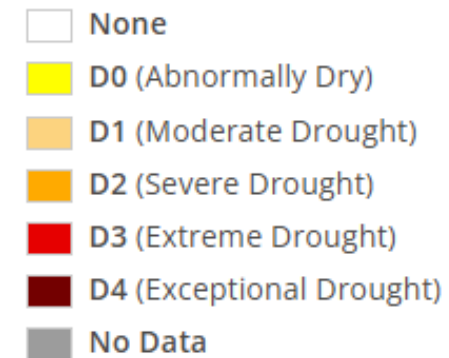 None
D0 (Abnormally Dry)
D1 (Moderate Drought)
D2 (Severe Drought)
D3 (Extreme Drought)
D4 (Exceptional Drought)
No Data